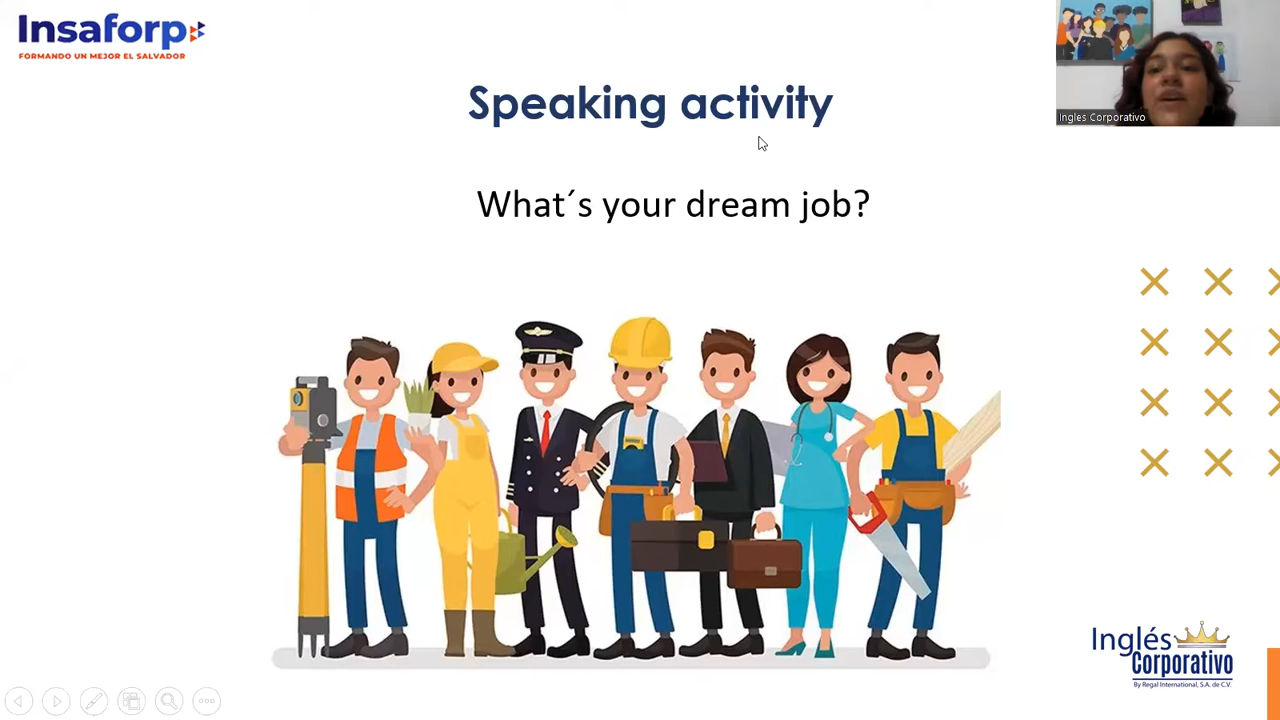 Insaforp
FORMANDO UN MEJOR EL SALVADOR
Ingles Corporativo
Speaking activity
What´s your dream job?
Inglés
Corporativo
By Regal International, S.A. de C.V.